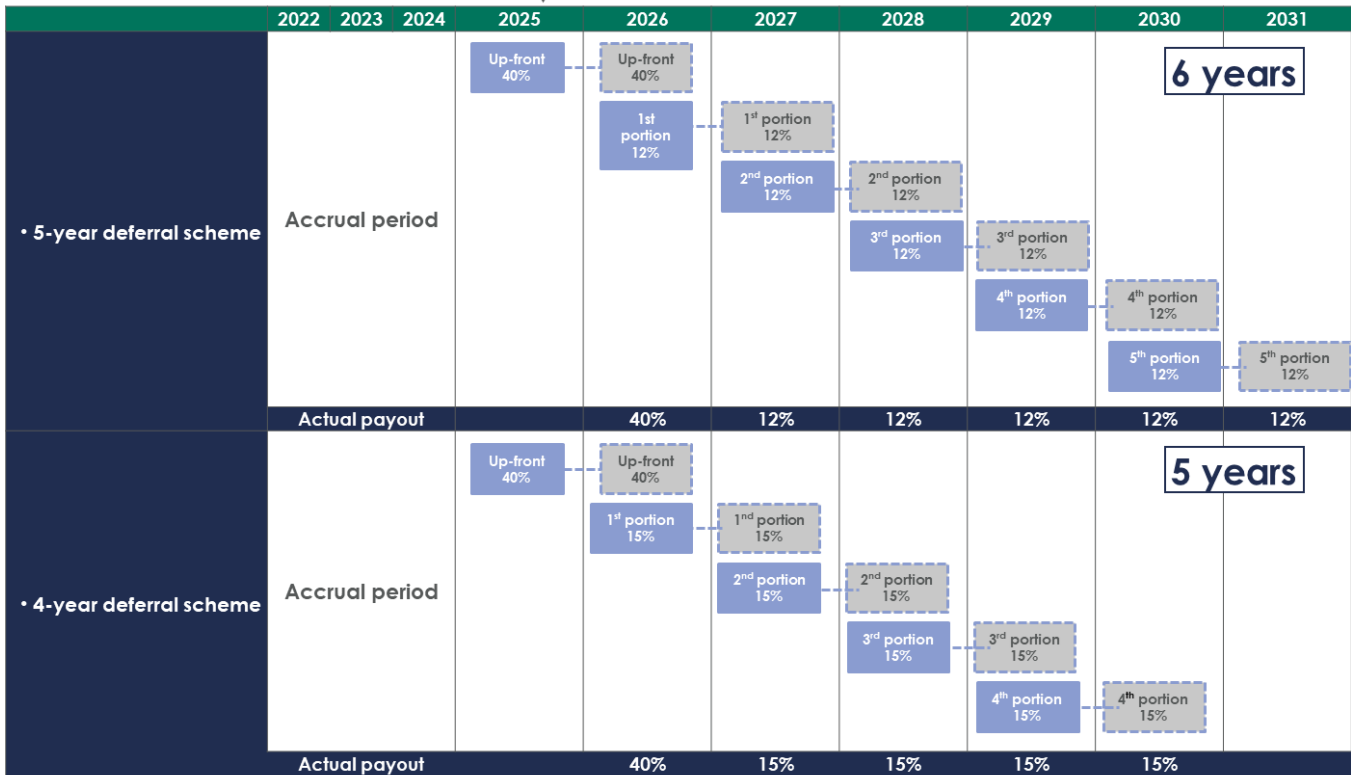 2022 2023 2024 2025 2026 2027 2028 2029 2030 2031
6 years
Up-front
40%
Up-front
40%
1st
portion
12%
1st portion
12%
2nd portion
12%
2nd portion
12%
• 5-year deferral scheme
Accrual period
3rd portion
12%
3rd portion
12%
4th portion
12%
4th portion
12%
5th portion
12%
5th portion
12%
Actual payout 40% 12% 12% 12% 12% 12%
5 years
Up-front
40%
Up-front
40%
1st portion
15%
1nd portion
15%
2nd portion
15%
2nd portion
15%
• 4-year deferral scheme
Accrual period
3rd portion
15%
3rd portion
15%
4th portion
15%
4th portion
15%
Actual payout 40% 15% 15% 15% 15%